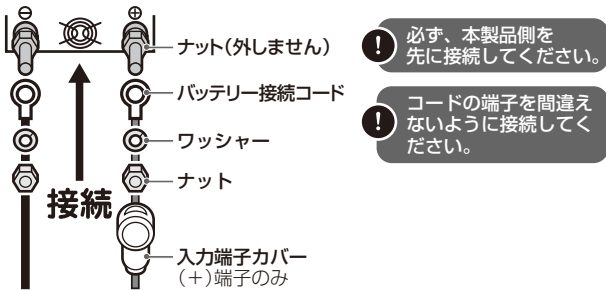 ⊖ ⊕
ナット(外しません)
バッテリー接続コード
ワッシャー
ナット
接続
入力端子カバー
(+)端子のみ
必ず、本製品側を
先に接続してください。
コードの端子を間違え
ないように接続してく
ださい。